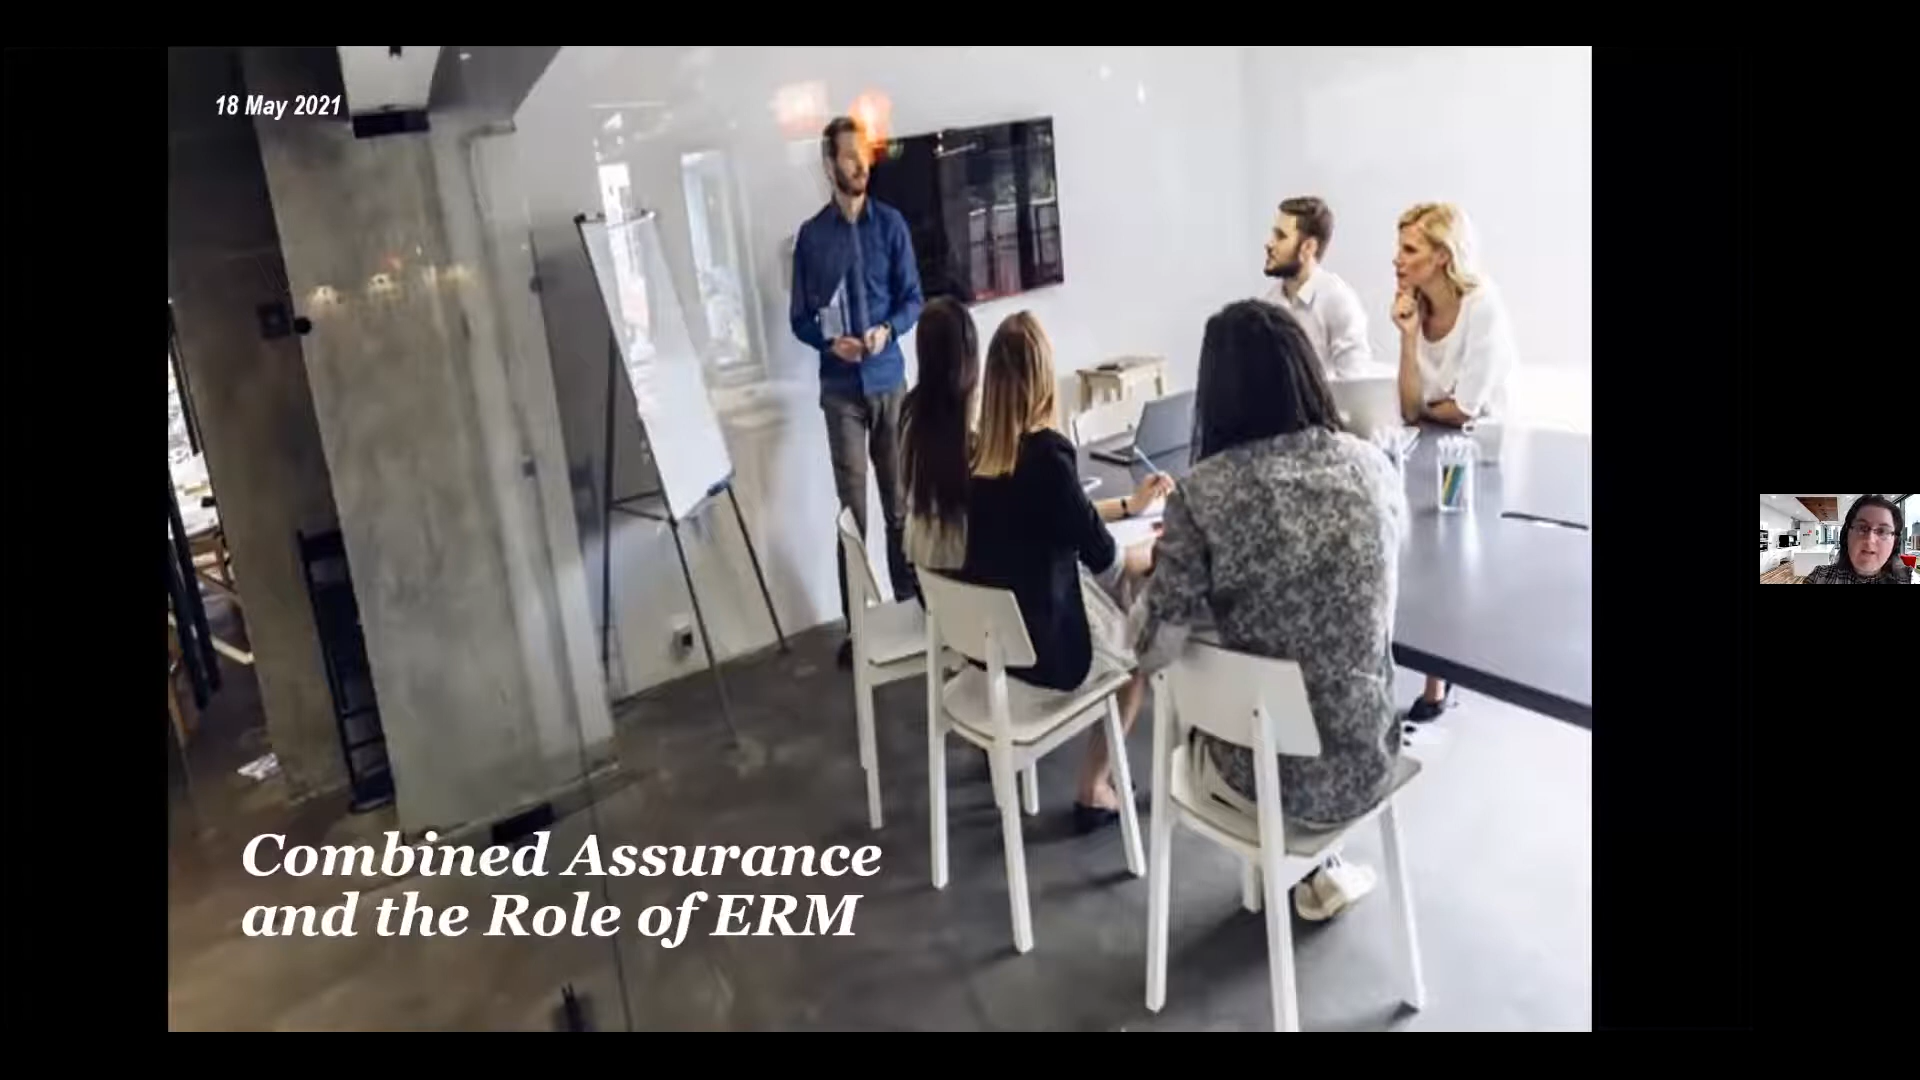 18 May 2021
Combined Assurance
and the Role of ERM